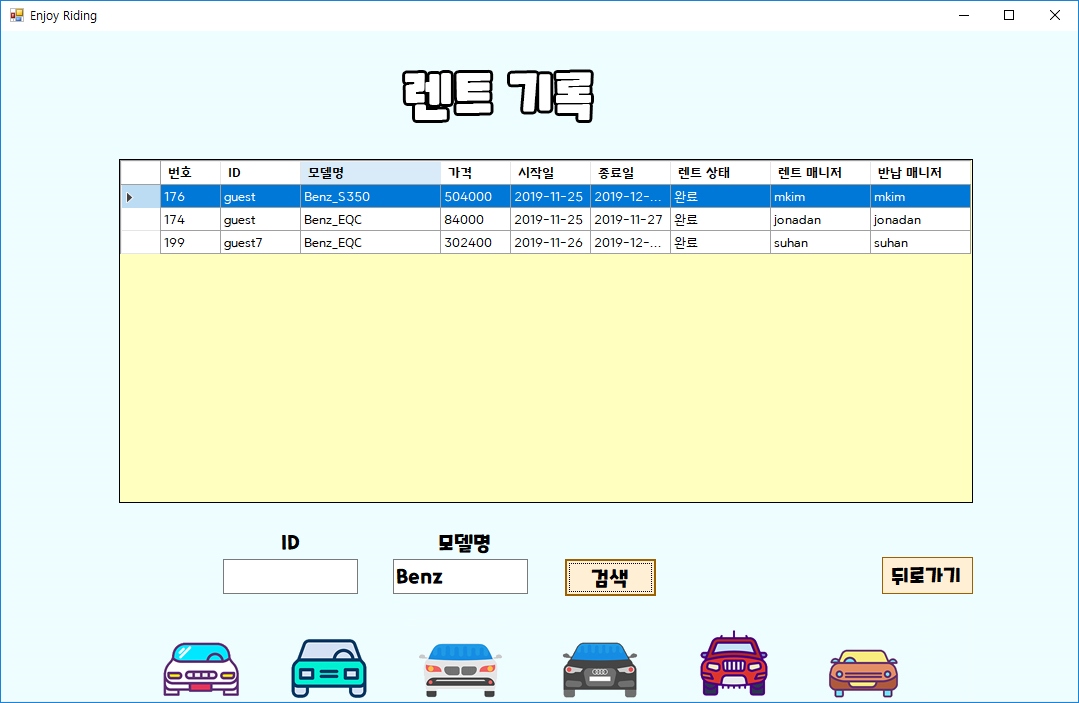 Enjoy Riding
렌트 기록
번호 ID 모델명 가격 시작일 종료일 렌트 상태 렌트 매니저 반납 매니저
176 guest Benz_S350 504000 2019-11-25 2019-12-... 완료 mkim mkim
174 guest Benz_EQC 84000 2019-11-25 2019-11-27 완료 jonadan jonadan
199 guest7 Benz_EQC 302400 2019-11-26 2019-12-... 완료 suhan suhan
ID 모델명
Benz 검색 뒤로가기